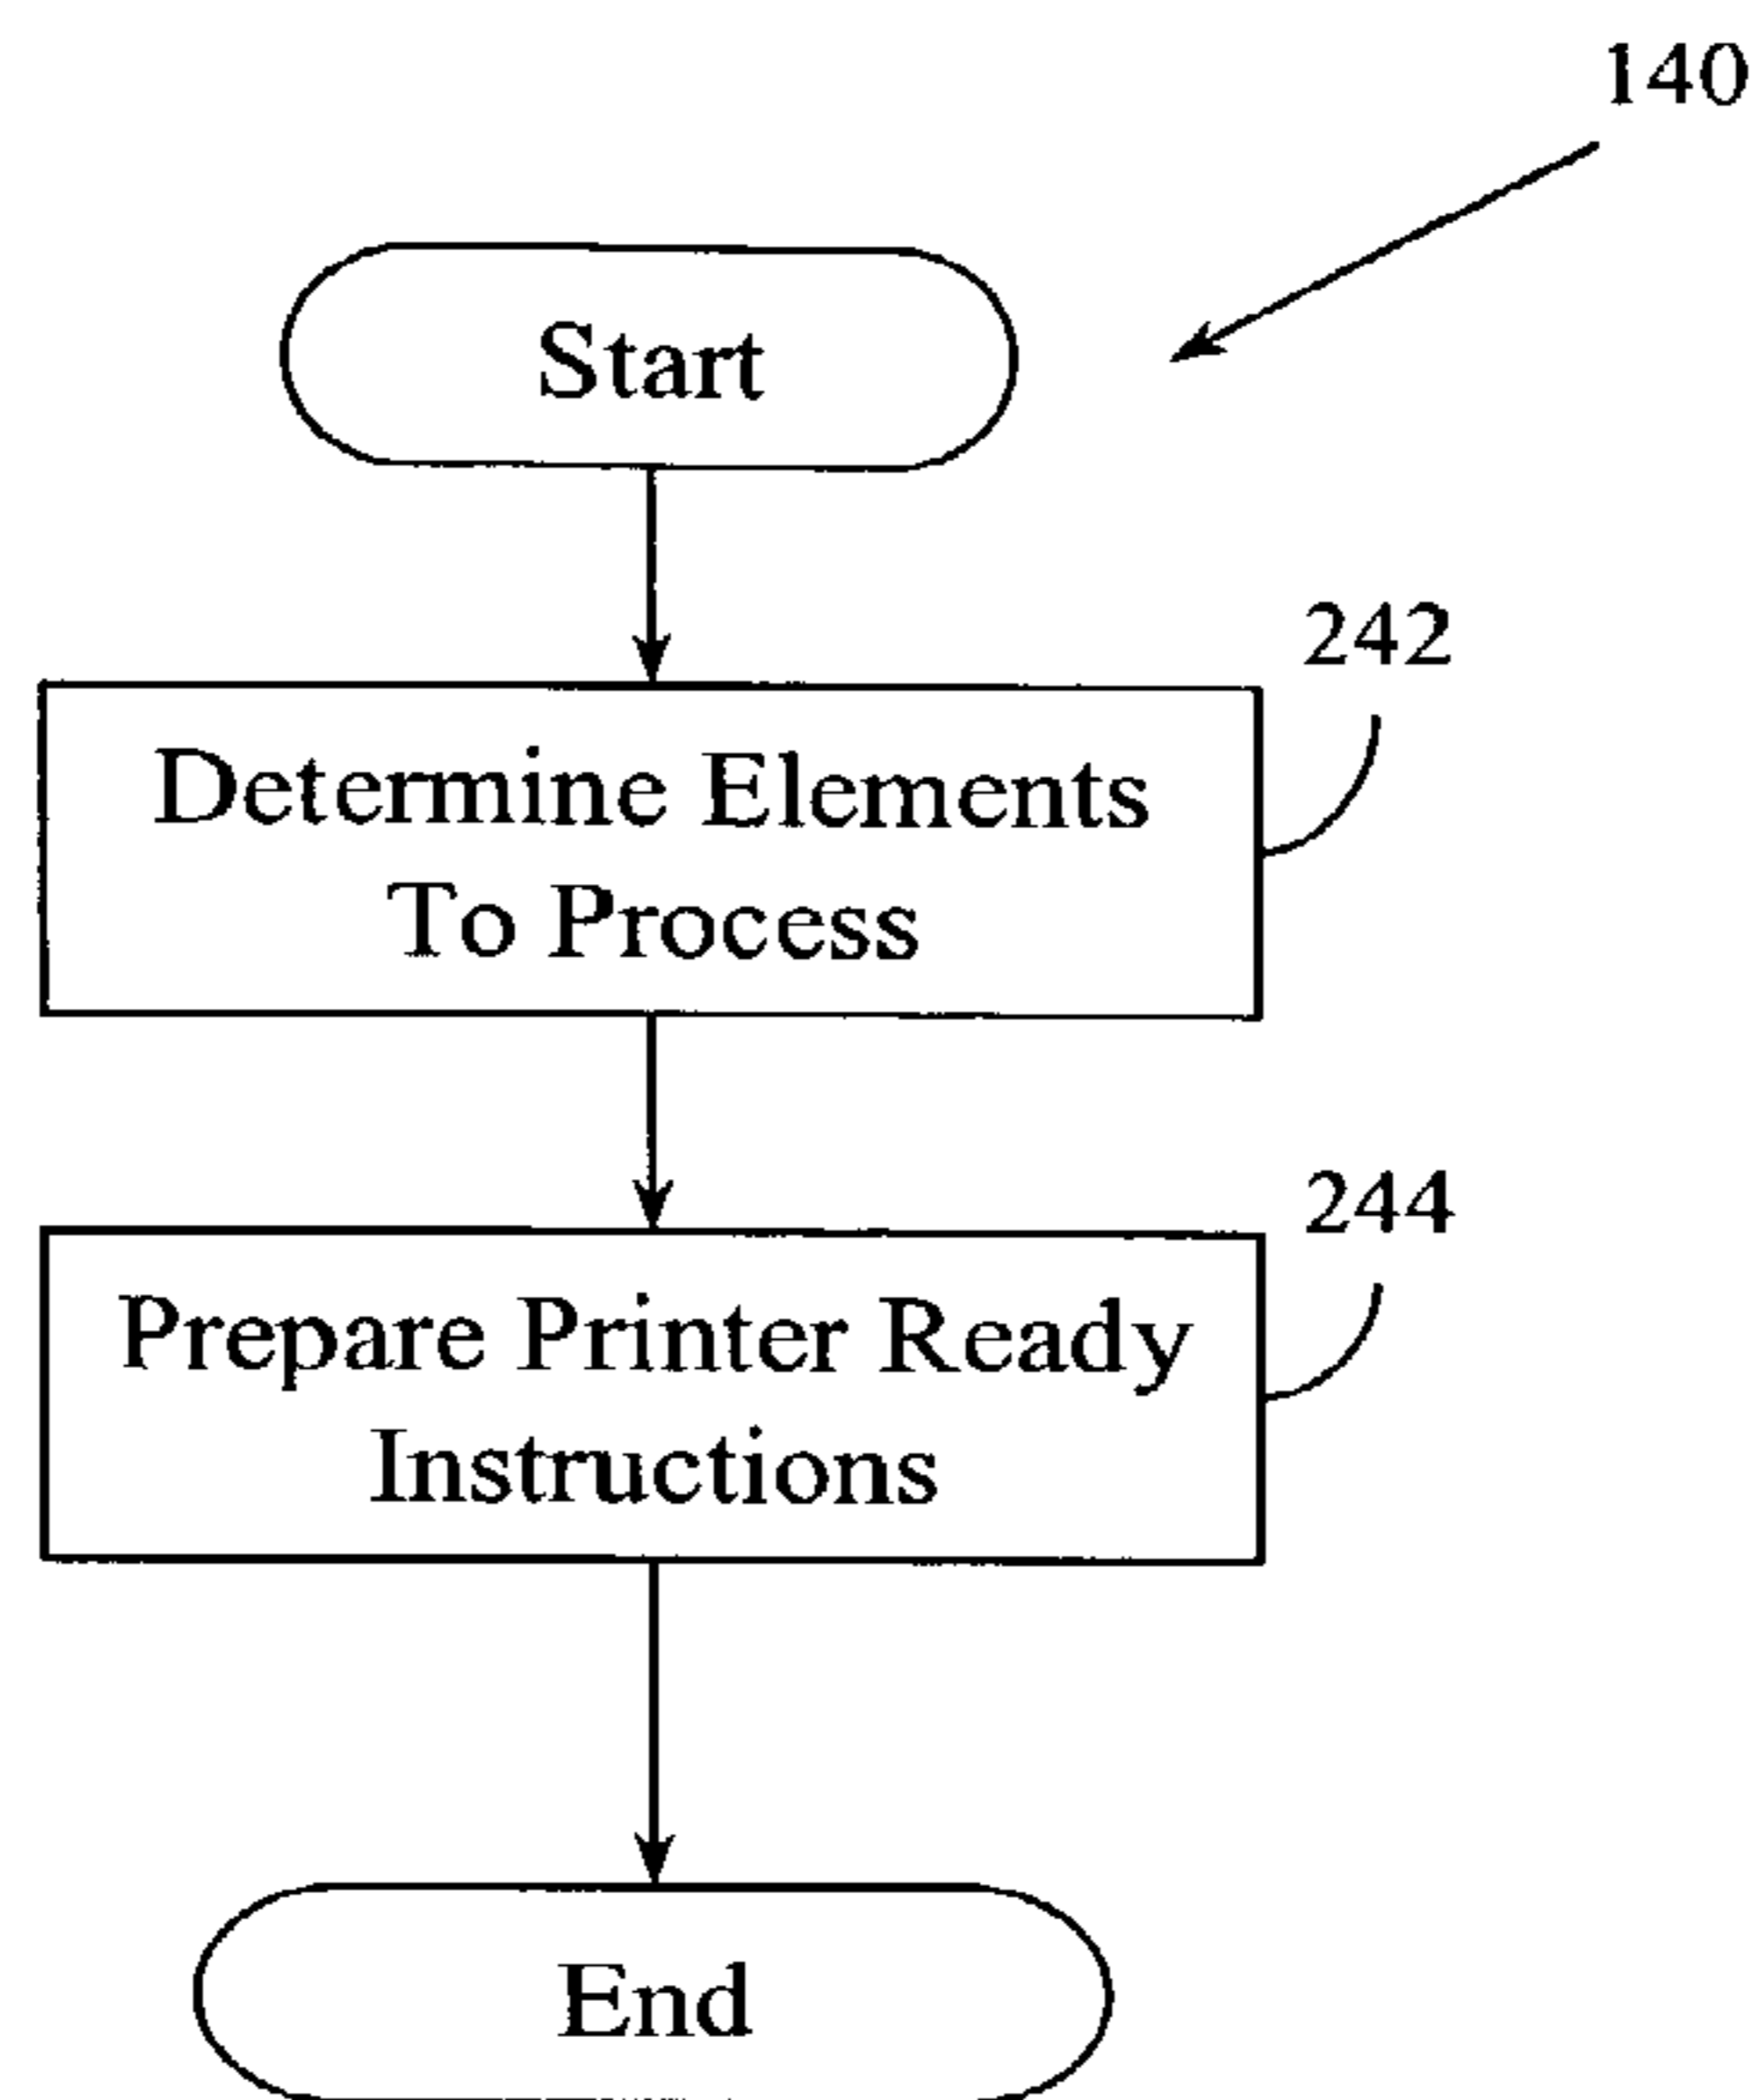 140
Start
242
Determine Elements
To Process
244
Prepare Printer Ready
Instructions
End